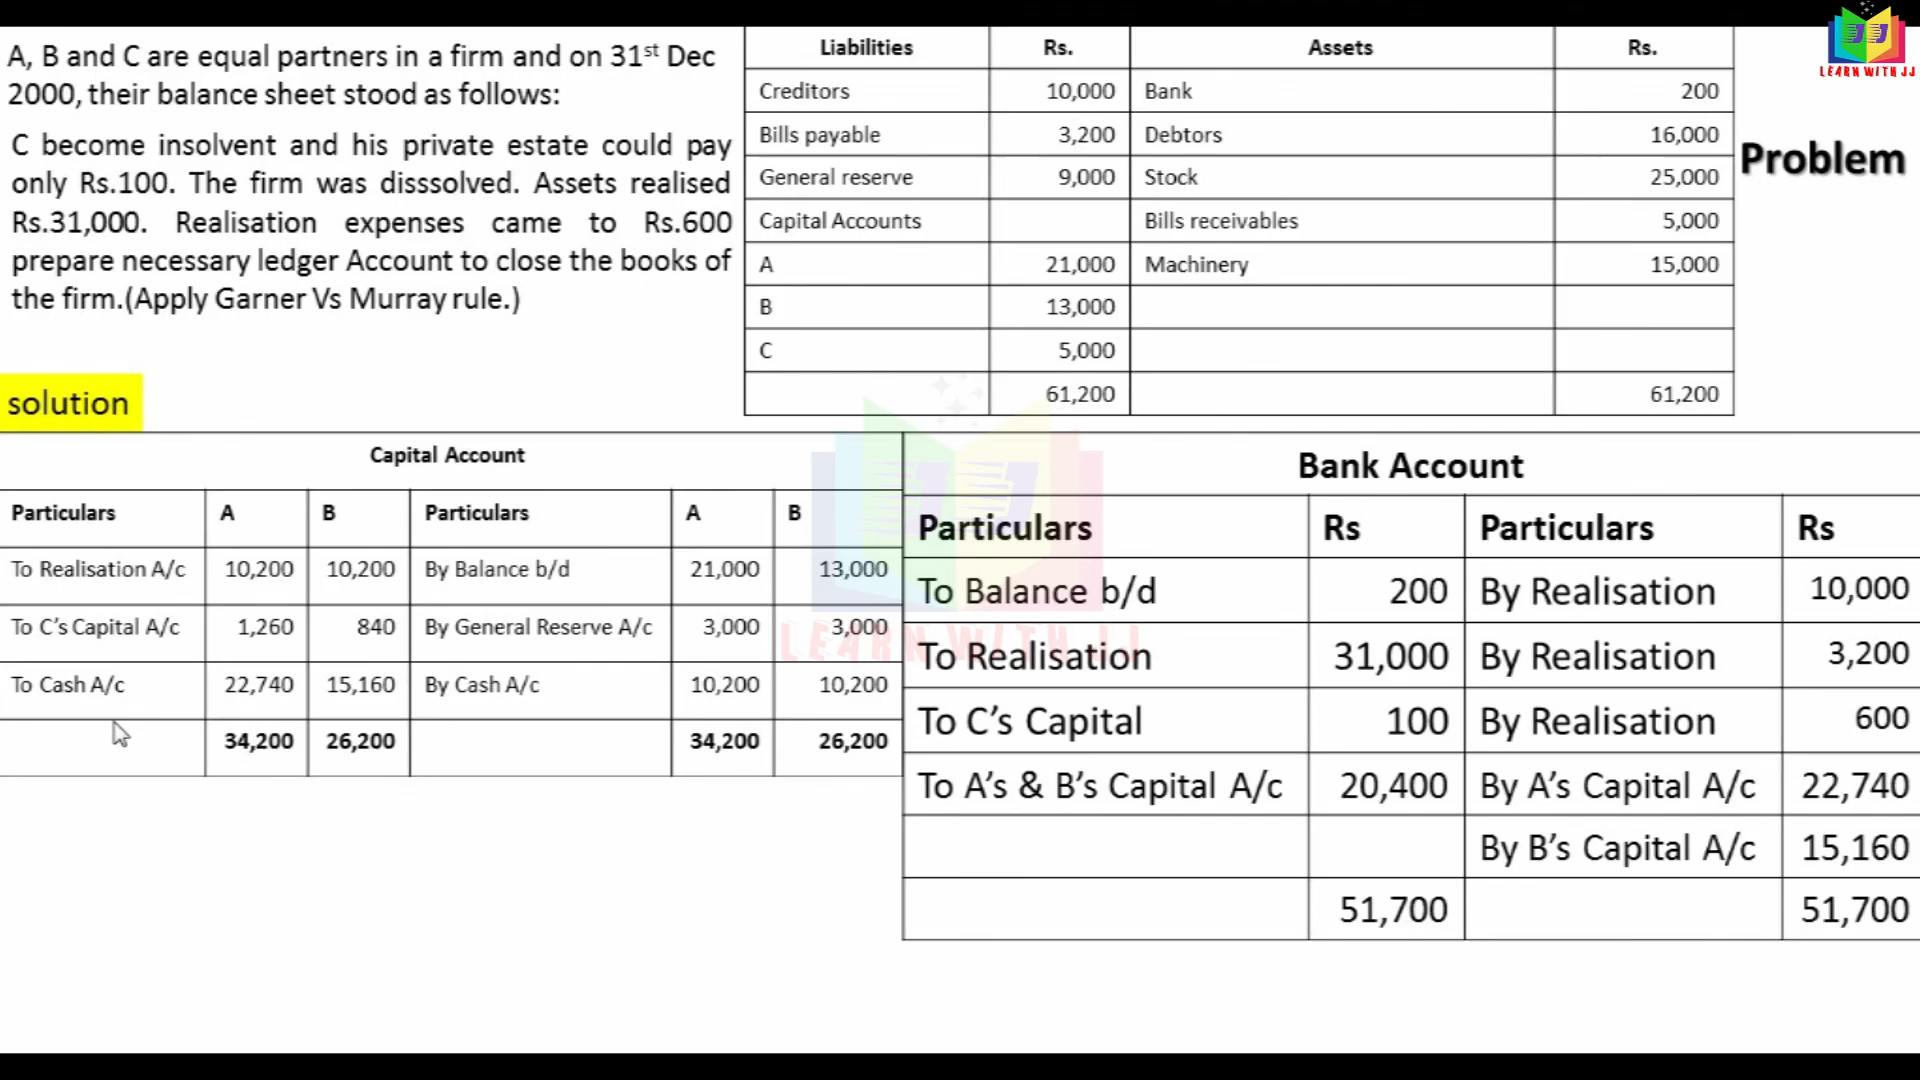 A, B and C are equal partners in a firm and on 31st Dec
2000, their balance sheet stood as follows:
C become insolvent and his private estate could pay
only Rs.100. The firm was disssolved. Assets realised
Rs.31,000. Realisation expenses came to Rs.600
prepare necessary ledger Account to close the books of
the firm.(Apply Garner Vs Murray rule.)
Liabilities Rs. Assets Rs.
Creditors 10,000 Bank 200
Bills payable 3,200 Debtors 16,000
General reserve 9,000 Stock 25,000
Capital Accounts Bills receivables 5,000
A 21,000 Machinery 15,000
B 13,000
C 5,000
61,200 61,200
LEARN WITH JJ
Problem
solution
Capital Account
Particulars A B Particulars A B
To Realisation A/c 10,200 10,200 By Balance b/d 21,000 13,000
To C’s Capital A/c 1,260 840 By General Reserve A/c 3,000 3,000
To Cash A/c 22,740 15,160 By Cash A/c 10,200 10,200
34,200 26,200 34,200 26,200
Bank Account
Particulars Rs Particulars Rs
To Balance b/d 200 By Realisation 10,000
To Realisation 31,000 By Realisation 3,200
To C’s Capital 100 By Realisation 600
To A’s & B’s Capital A/c 20,400 By A’s Capital A/c 22,740
By B’s Capital A/c 15,160
51,700 51,700
LEARN WITH JJ